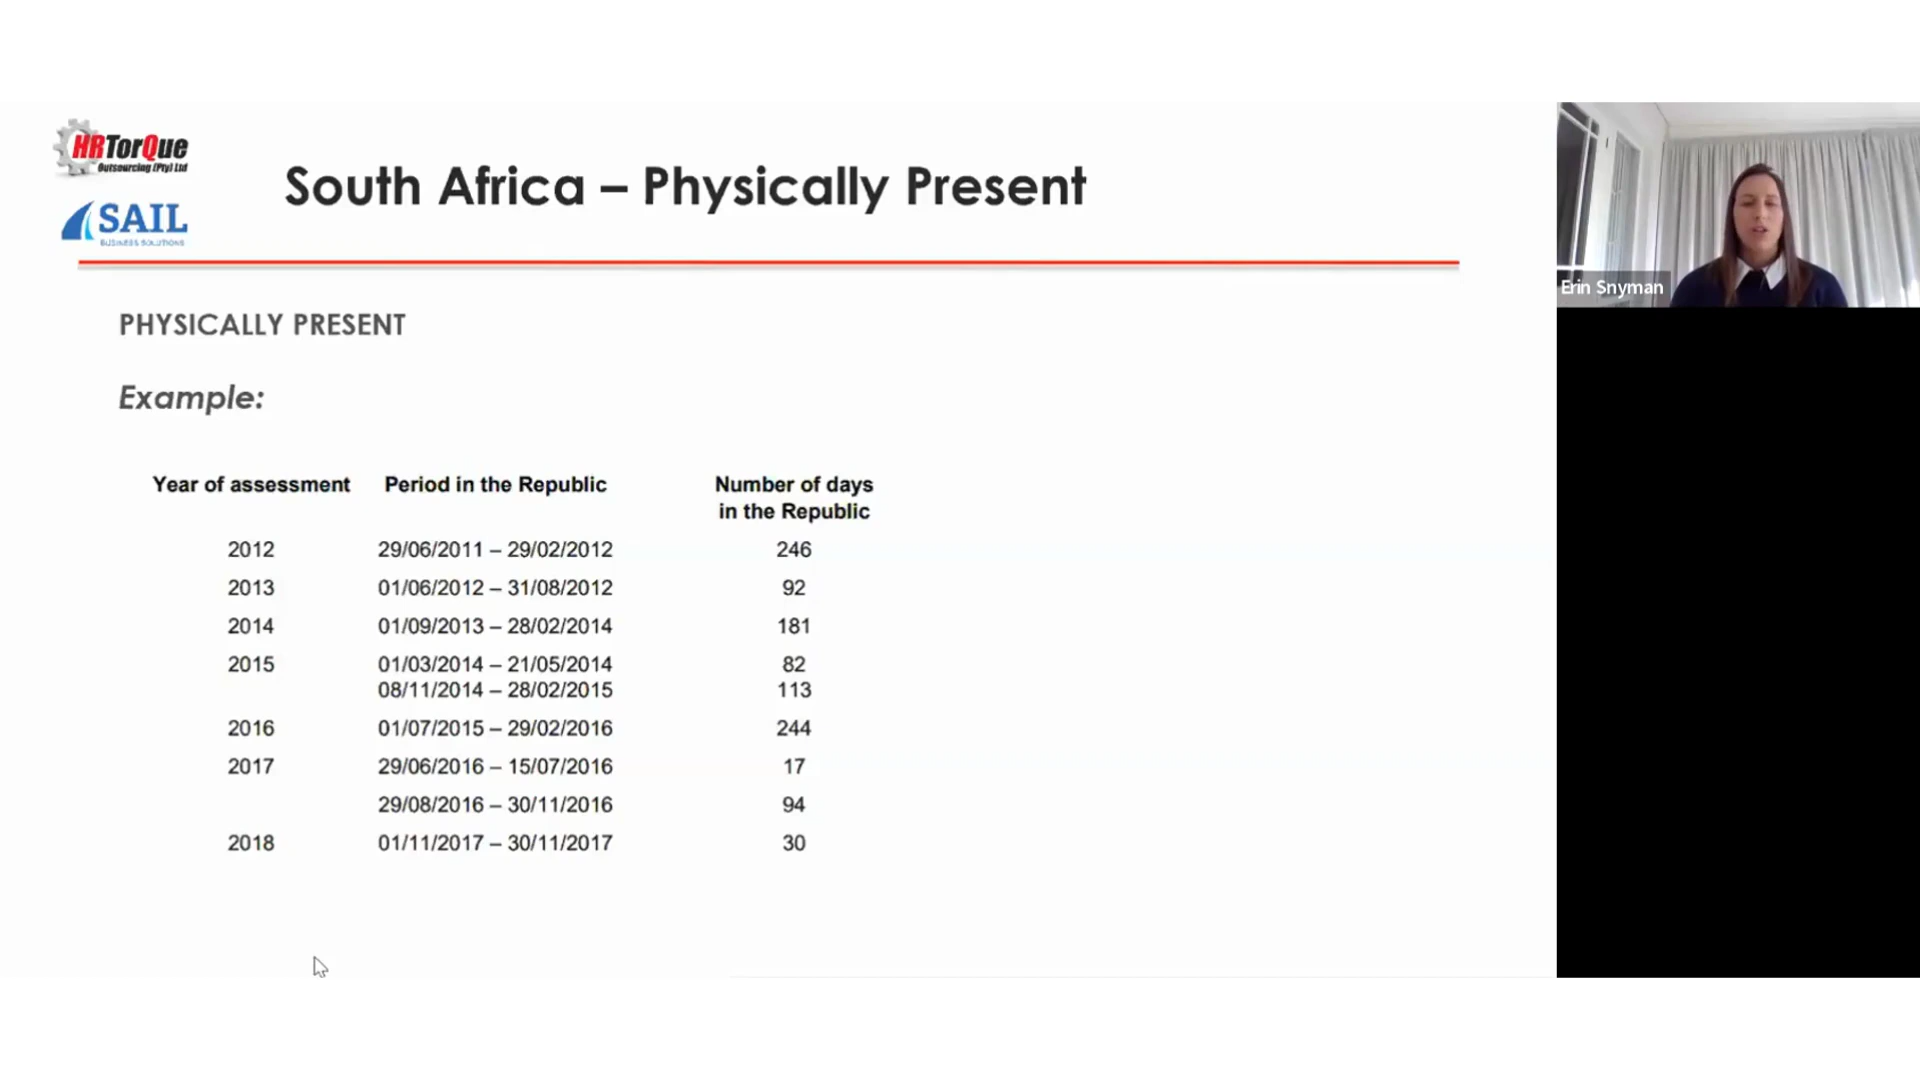 HRTorQue
Outsourcing (Pty) Ltd
SAIL
BUSINESS SOLUTIONS
South Africa – Physically Present
Erin Snyman
PHYSICALLY PRESENT
Example:
Year of assessment Period in the Republic Number of days
in the Republic
2012 29/06/2011 – 29/02/2012 246
2013 01/06/2012 – 31/08/2012 92
2014 01/09/2013 – 28/02/2014 181
2015 01/03/2014 – 21/05/2014 82
08/11/2014 – 28/02/2015 113
2016 01/07/2015 – 29/02/2016 244
2017 29/06/2016 – 15/07/2016 17
29/08/2016 – 30/11/2016 94
2018 01/11/2017 – 30/11/2017 30